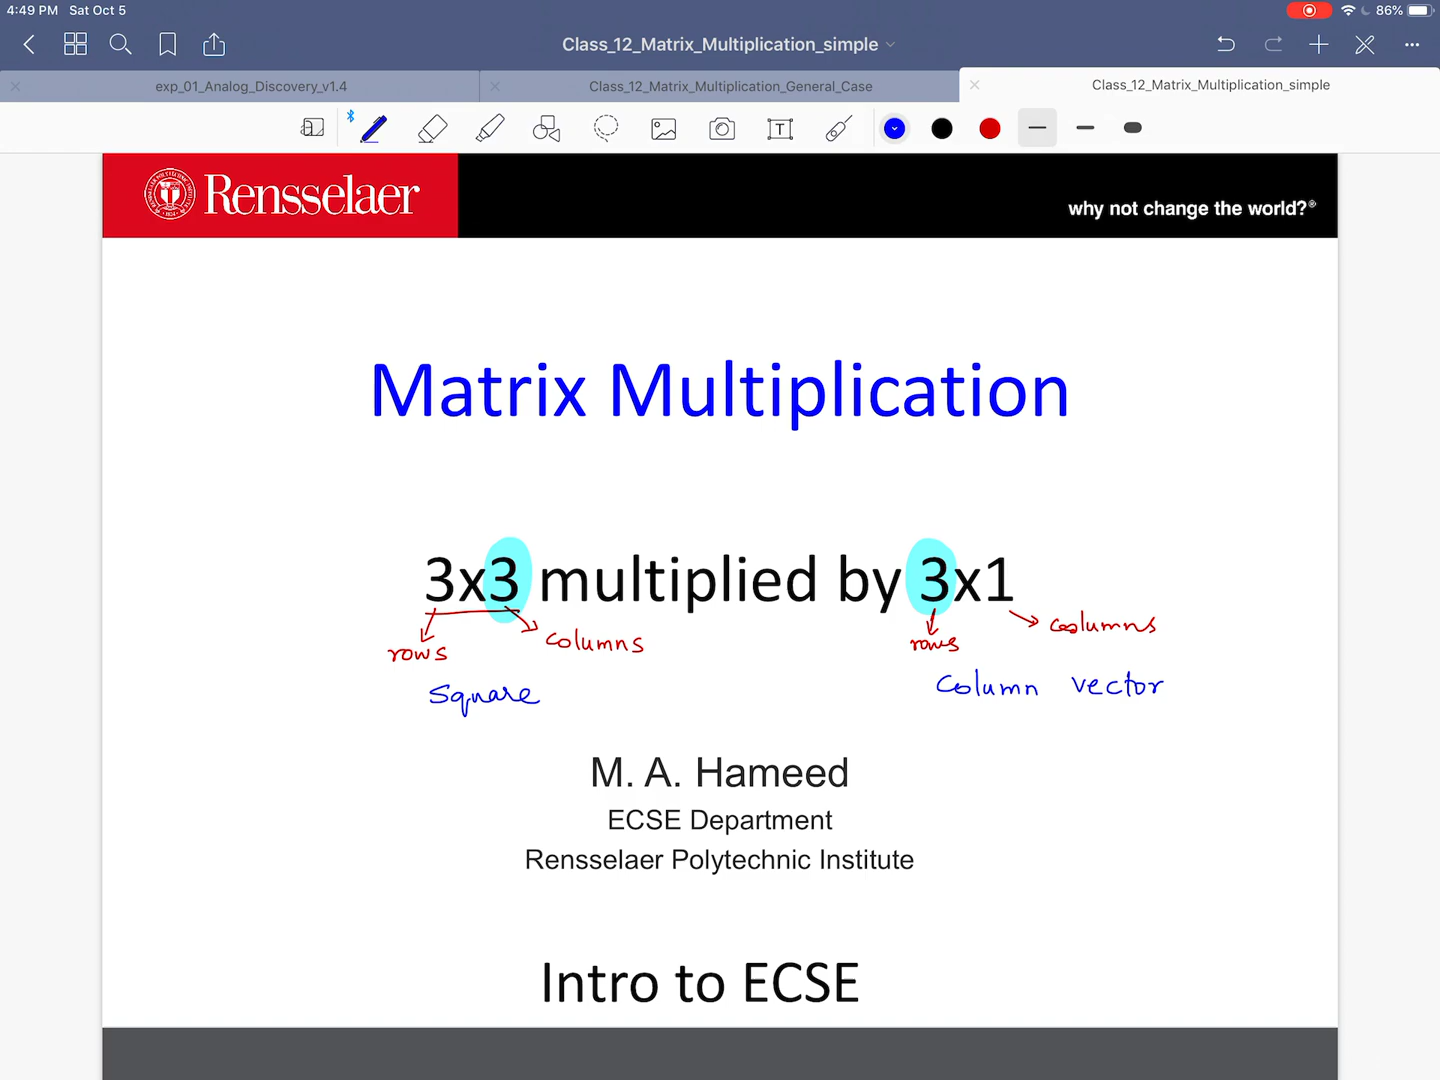 4:49 PM Sat Oct 5 86%
Class_12_Matrix_Multiplication_simple
exp_01_Analog_Discovery_v1.4 Class_12_Matrix_Multiplication_General_Case Class_12_Matrix_Multiplication_simple
Rensselaer
why not change the world?®
Matrix Multiplication
3x3 multiplied by 3x1
rows columns rows columns
Square Column vector
M. A. Hameed
ECSE Department
Rensselaer Polytechnic Institute
Intro to ECSE